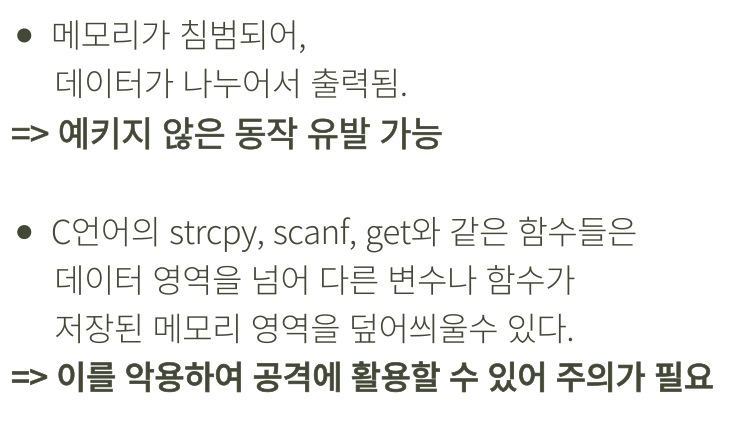 ● 메모리가 침범되어,
데이터가 나누어서 출력됨.
=> 예키지 않은 동작 유발 가능
● C언어의 strcpy, scanf, get와 같은 함수들은
데이터 영역을 넘어 다른 변수나 함수가
저장된 메모리 영역을 덮어씌울수 있다.
=> 이를 악용하여 공격에 활용할 수 있어 주의가 필요